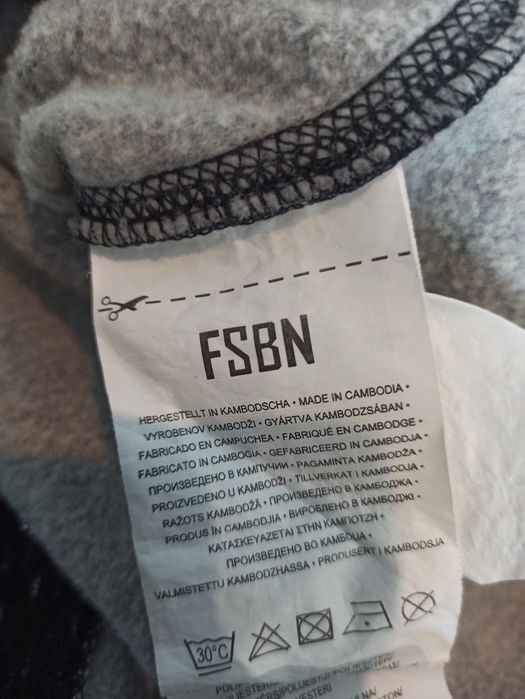 FSBN
HERGESTELLT IN KAMBODSCHA • MADE IN CAMBODIA •
VYROBENOV KAMBODŽI • GYÁRTVA KAMBODZSÁBAN •
FABRICADO EN CAMPUCHEA • FABRIQUÉ EN CAMBODGE •
FABRICATO IN CAMBOGIA • GEFABRICEERD IN CAMBODJA •
ПРОИЗВЕДЕНО В КАМПУЧИИ • PAGAMINTA KAMBODŽA •
PROIZVEDENO U KAMBODŽI • TILLVERKAT I KAMBODJA •
RAŽOTS KAMBODŽĀ • ПРОИЗВЕДЕНО В КАМБОДЖА •
PRODUS ÎN CAMBODJIA • ВИРОБЛЕНО В КАМБОДЖІ •
ΚΑΤΑΣΚΕΥΑΖΕΤΑΙ ΣΤΗΝ ΚΑΜΠΟΤΖΗ •
ПРОИЗВЕДЕНО ВО КАМБОЏА •
VALMISTETTU KAMBODZHASSA • PRODUSERT I KAMBODSJA
30°C